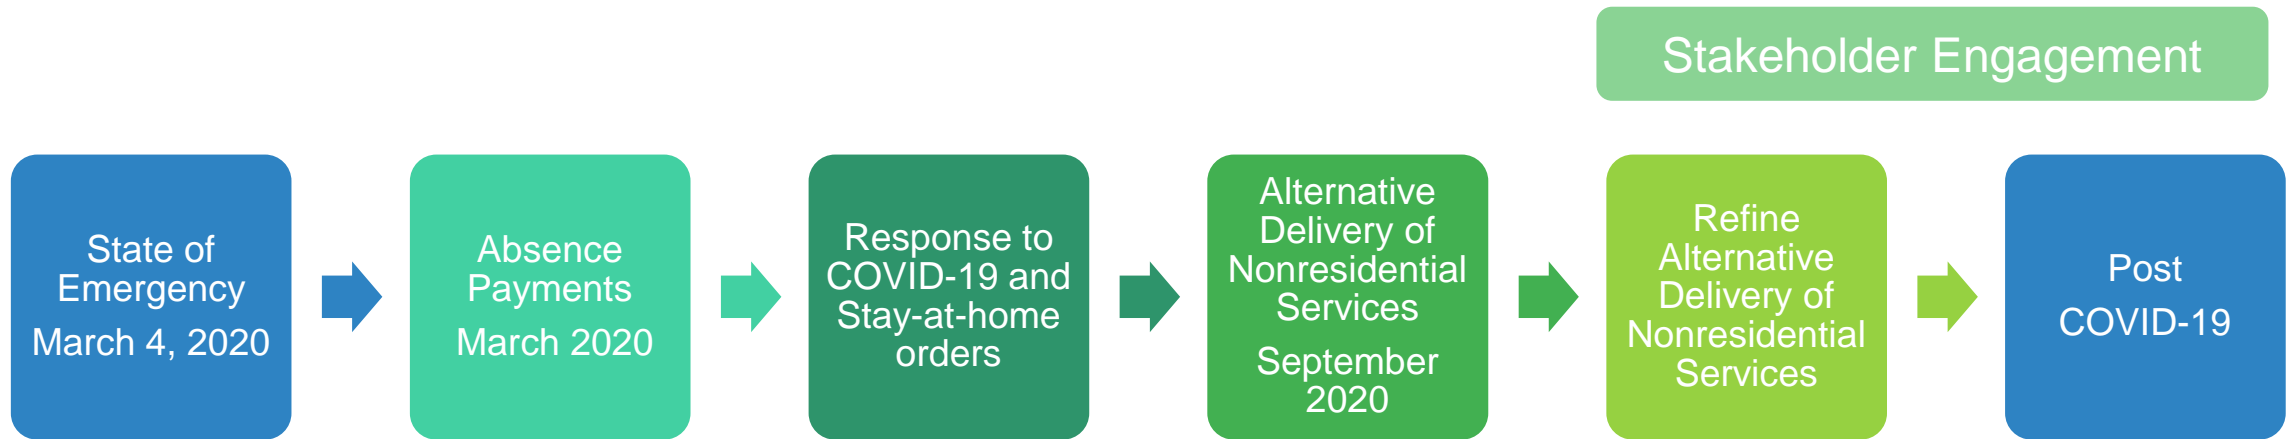 Stakeholder Engagement
State of
Emergency
March 4, 2020
Absence
Payments
March 2020
Response to
COVID-19 and
Stay-at-home
orders
Alternative
Delivery of
Nonresidential
Services
September
2020
Refine
Alternative
Delivery of
Nonresidential
Services
Post
COVID-19